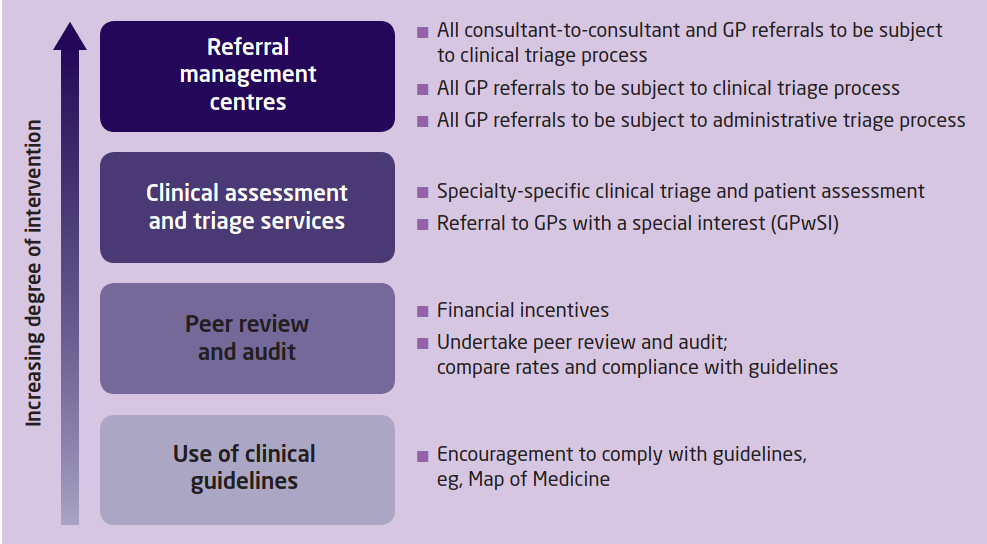 Increasing degree of intervention
Referral
management
centres
All consultant-to-consultant and GP referrals to be subject
to clinical triage process
All GP referrals to be subject to clinical triage process
All GP referrals to be subject to administrative triage process
Clinical assessment
and triage services
Specialty-specific clinical triage and patient assessment
Referral to GPs with a special interest (GPwSI)
Peer review
and audit
Financial incentives
Undertake peer review and audit;
compare rates and compliance with guidelines
Use of clinical
guidelines
Encouragement to comply with guidelines,
eg, Map of Medicine